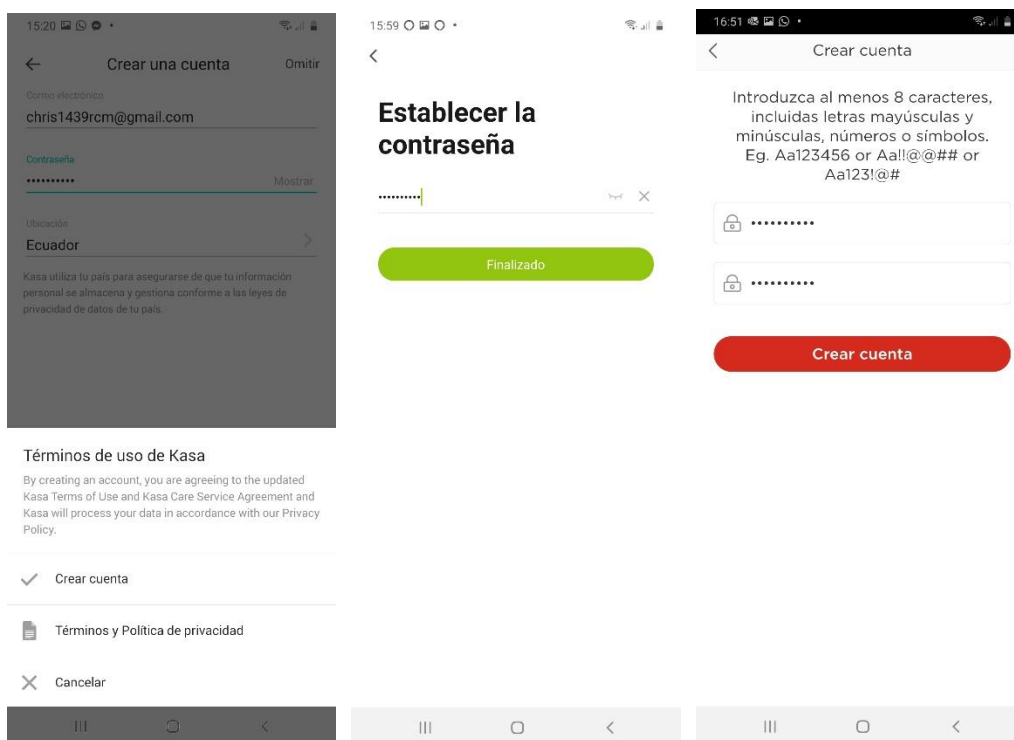 15:20
Crear una cuenta
Omitir
Correo electrónico
chris1439rcm@gmail.com
Contraseña
••••••••••
Mostrar
Ubicación
Ecuador
Kasa utiliza tu país para asegurarse de que tu información
personal se almacena y gestiona conforme a las leyes de
privacidad de datos de tu país.
Términos de uso de Kasa
By creating an account, you are agreeing to the updated
Kasa Terms of Use and Kasa Care Service Agreement and
Kasa will process your data in accordance with our Privacy
Policy.
Crear cuenta
Términos y Política de privacidad
Cancelar
15:59
Establecer la
contraseña
••••••••••
Finalizado
16:51
Crear cuenta
Introduzca al menos 8 caracteres,
incluidas letras mayúsculas y
minúsculas, números o símbolos.
Eg. Aa123456 or Aa!!@@## or
Aa123!@#
••••••••••
••••••••••
Crear cuenta